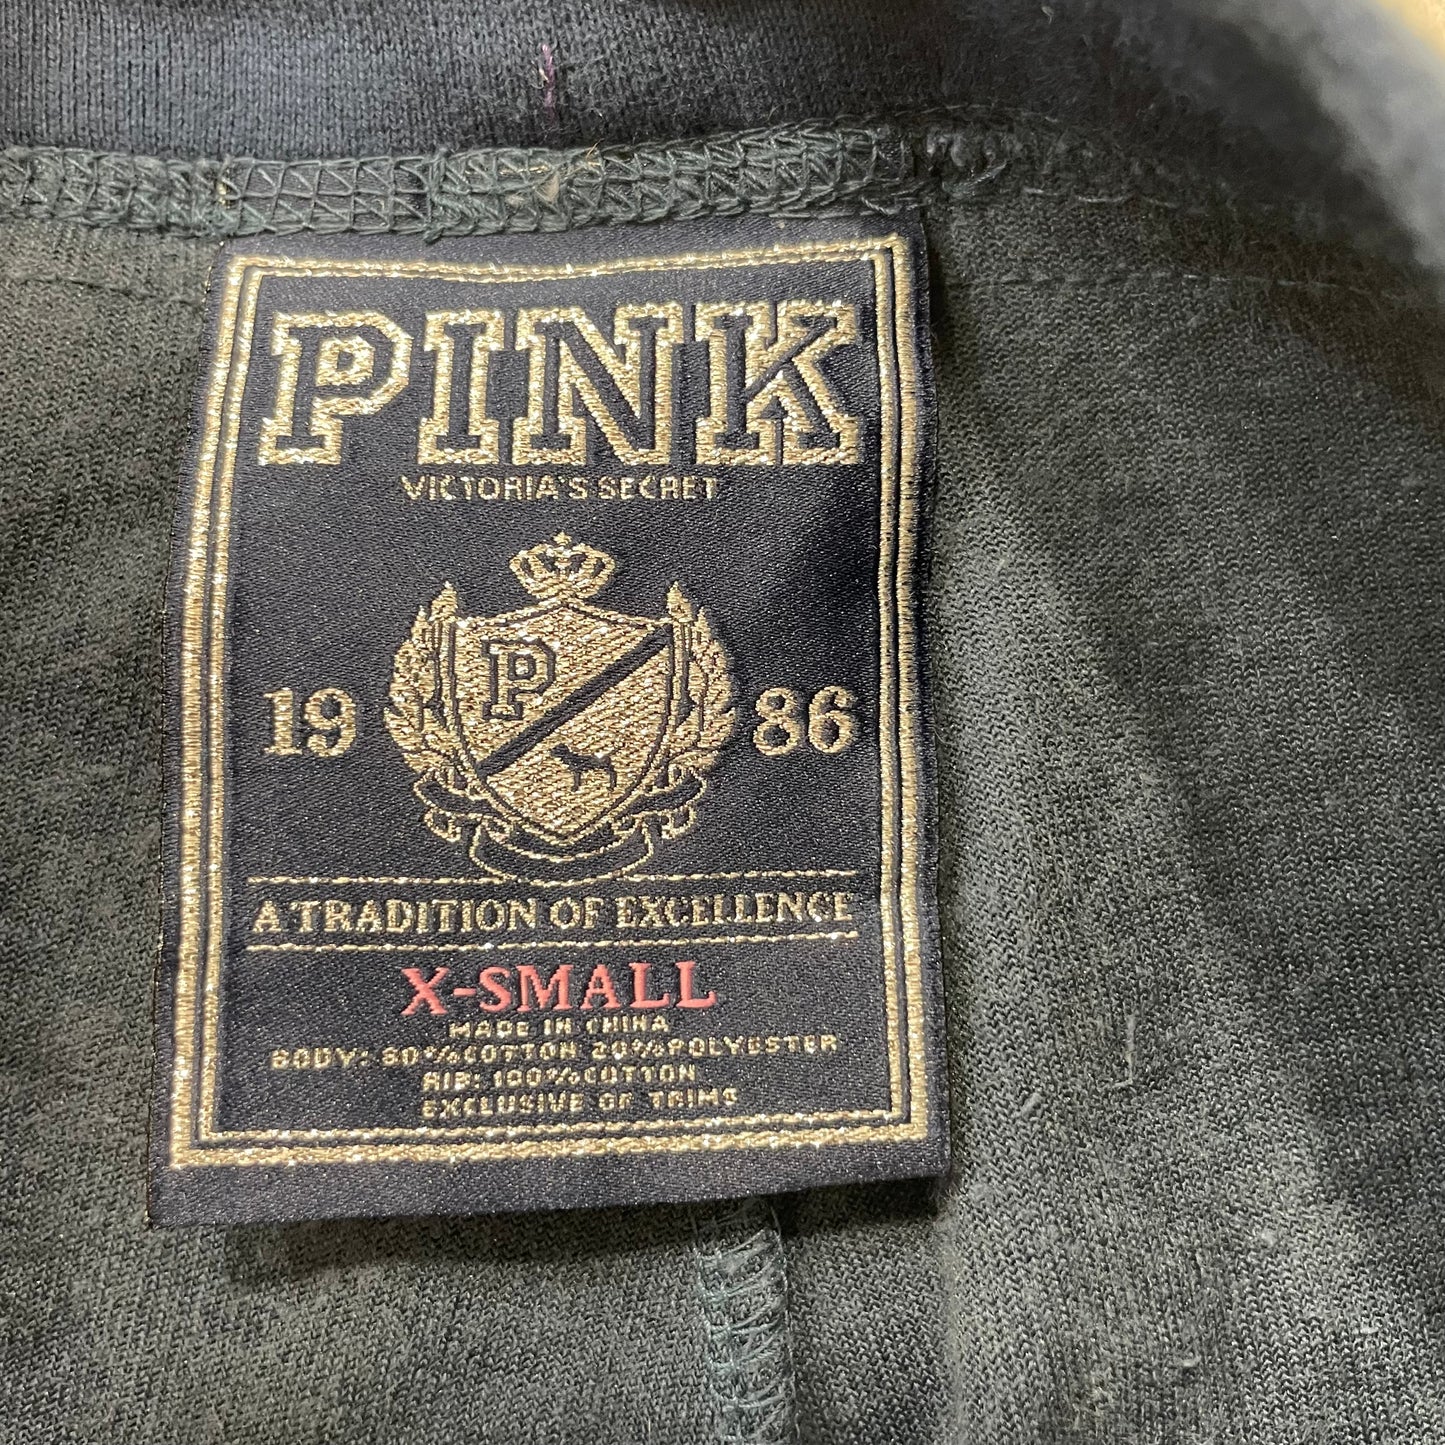 PINK
VICTORIA'S SECRET
P
19 86
A TRADITION OF EXCELLENCE
X-SMALL
MADE IN CHINA
BODY: 80%COTTON 20%POLYESTER
RIB: 100%COTTON
EXCLUSIVE OF TRIMS